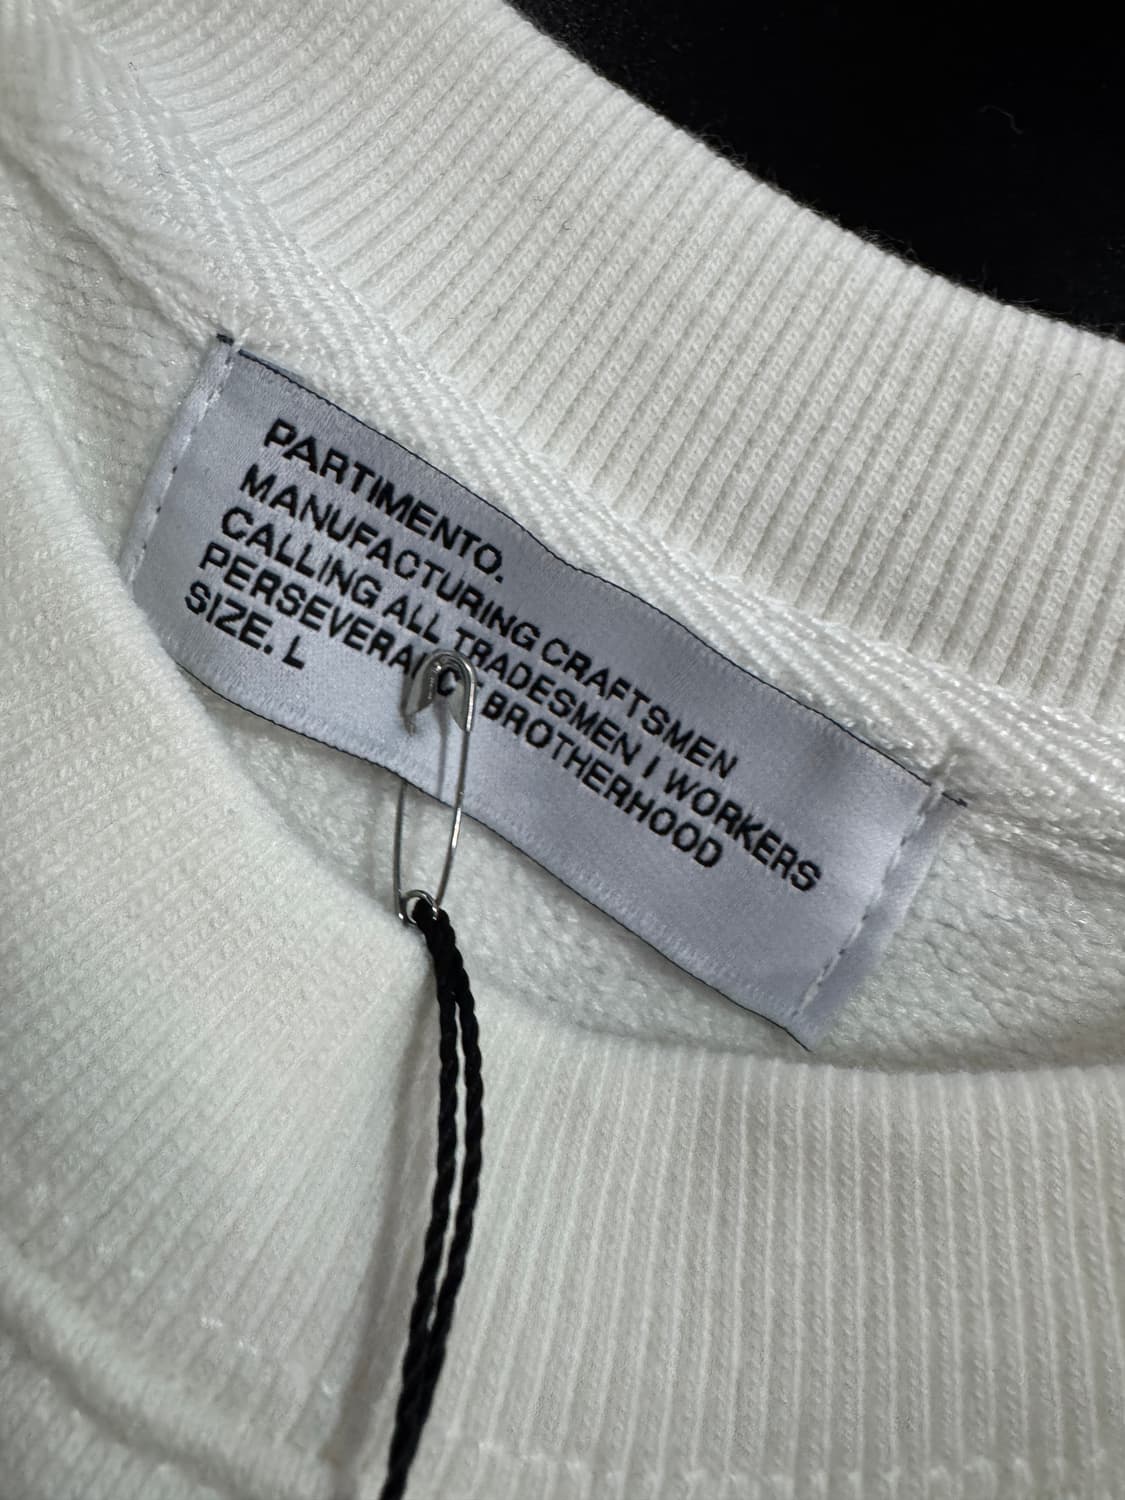 PARTIMENTO.
MANUFACTURING CRAFTSMEN
CALLING ALL TRADESMEN I WORKERS
PERSEVERANCE BROTHERHOOD
SIZE. L